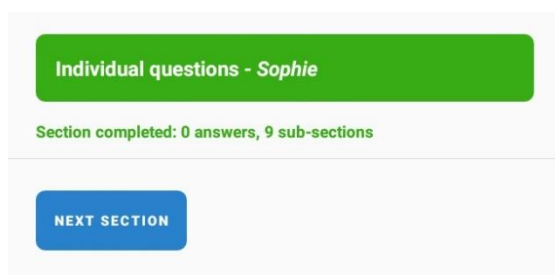 Individual questions - Sophie
Section completed: 0 answers, 9 sub-sections
NEXT SECTION